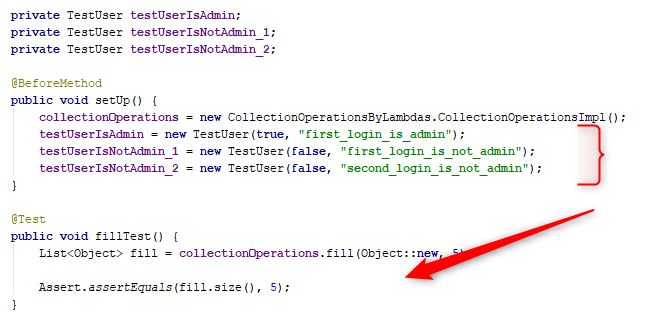 private TestUser testUserIsAdmin;
private TestUser testUserIsNotAdmin_1;
private TestUser testUserIsNotAdmin_2;
@BeforeMethod
public void setUp() {
collectionOperations = new CollectionOperationsByLambdas.CollectionOperationsImpl();
testUserIsAdmin = new TestUser(true, "first_login_is_admin");
testUserIsNotAdmin_1 = new TestUser(false, "first_login_is_not_admin");
testUserIsNotAdmin_2 = new TestUser(false, "second_login_is_not_admin");
}
@Test
public void fillTest() {
List<Object> fill = collectionOperations.fill(Object::new, 5
Assert.assertEquals(fill.size(), 5);
}